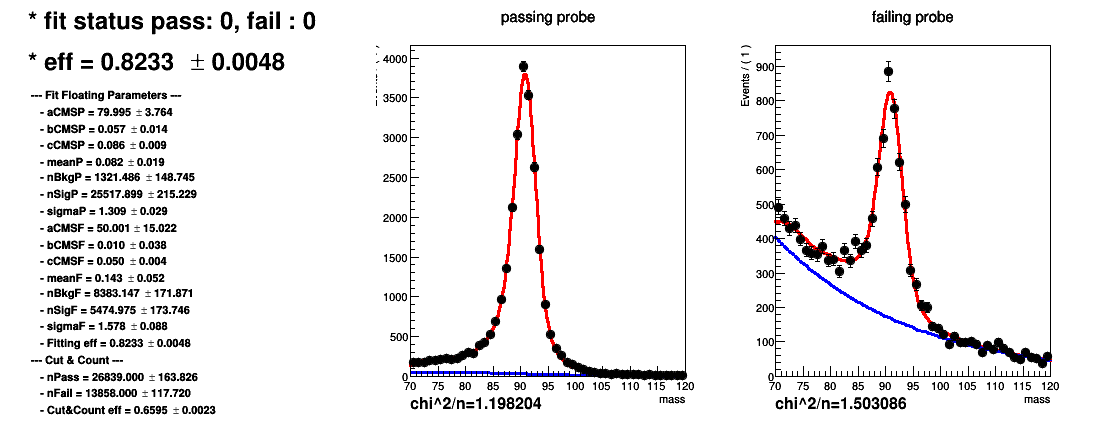 * fit status pass: 0, fail : 0
* eff = 0.8233 ± 0.0048
--- Fit Floating Parameters ---
- aCMSP = 79.995 ± 3.764
- bCMSP = 0.057 ± 0.014
- cCMSP = 0.086 ± 0.009
- meanP = 0.082 ± 0.019
- nBkgP = 1321.486 ± 148.745
- nSigP = 25517.899 ± 215.229
- sigmaP = 1.309 ± 0.029
- aCMSF = 50.001 ± 15.022
- bCMSF = 0.010 ± 0.038
- cCMSF = 0.050 ± 0.004
- meanF = 0.143 ± 0.052
- nBkgF = 8383.147 ± 171.871
- nSigF = 5474.975 ± 173.746
- sigmaF = 1.578 ± 0.088
- Fitting eff = 0.8233 ± 0.0048
--- Cut & Count ---
- nPass = 26839.000 ± 163.826
- nFail = 13858.000 ± 117.720
- Cut&Count eff = 0.6595 ± 0.0023
passing probe
4000
3500
3000
2500
2000
1500
1000
500
0
70 75 80 85 90 95 100 105 110 115 120
mass
chi^2/n=1.198204
failing probe
Events / ( 1 )
900
800
700
600
500
400
300
200
100
0
70 75 80 85 90 95 100 105 110 115 120
mass
chi^2/n=1.503086